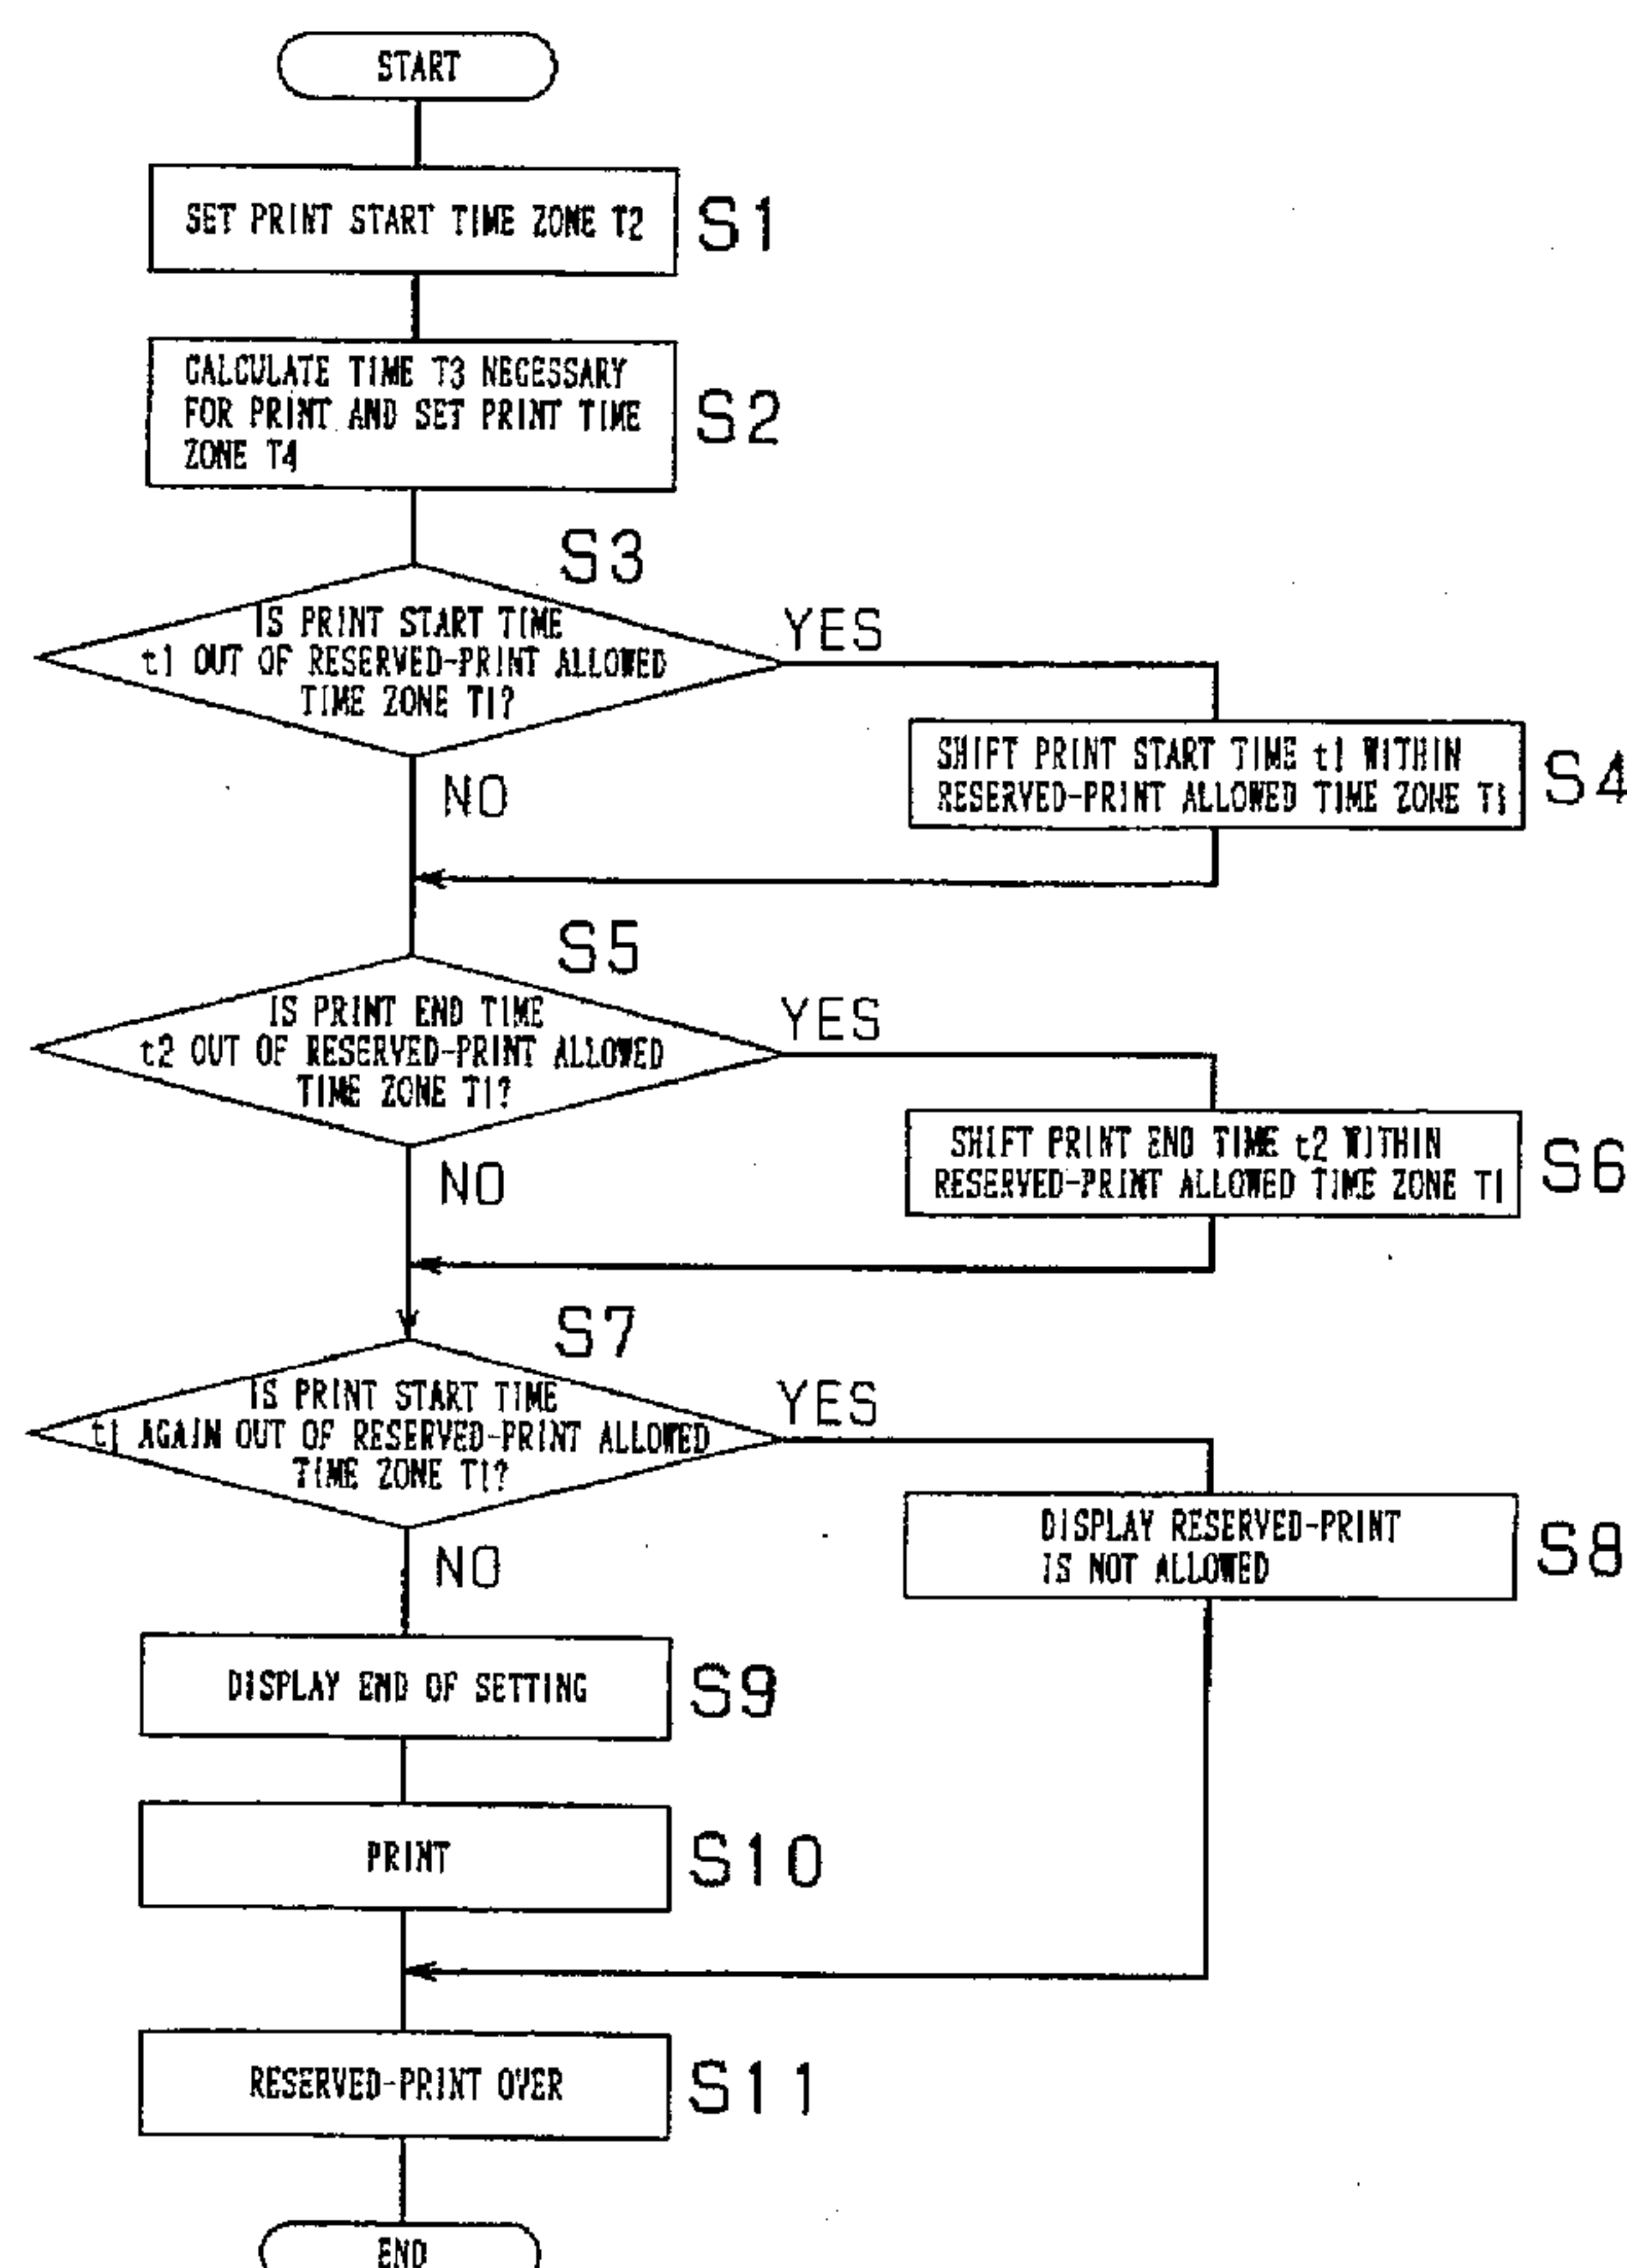 START
SET PRINT START TIME ZONE T2
S1
CALCULATE TIME T3 NECESSARY
FOR PRINT AND SET PRINT TIME
ZONE T4
S2
S3
IS PRINT START TIME
t1 OUT OF RESERVED-PRINT ALLOWED
TIME ZONE T1?
YES
NO
SHIFT PRINT START TIME t1 WITHIN
RESERVED-PRINT ALLOWED TIME ZONE T1
S4
S5
IS PRINT END TIME
t2 OUT OF RESERVED-PRINT ALLOWED
TIME ZONE T1?
YES
NO
SHIFT PRINT END TIME t2 WITHIN
RESERVED-PRINT ALLOWED TIME ZONE T1
S6
S7
IS PRINT START TIME
t1 AGAIN OUT OF RESERVED-PRINT ALLOWED
TIME ZONE T1?
YES
NO
DISPLAY RESERVED-PRINT
IS NOT ALLOWED
S8
DISPLAY END OF SETTING
S9
PRINT
S10
RESERVED-PRINT OVER
S11
END